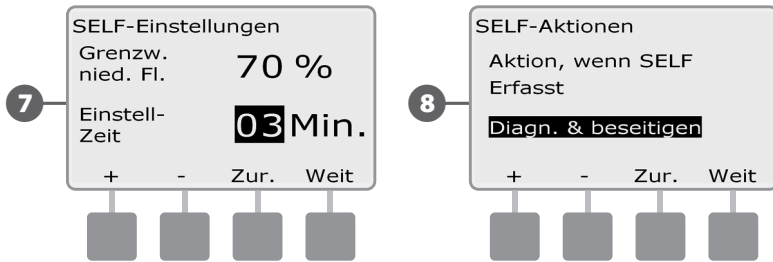 7
SELF-Einstellungen
Grenzw.
nied. Fl.
70 %
Einstell-
Zeit
03 Min.
+ - Zur. Weit
8
SELF-Aktionen
Aktion, wenn SELF
Erfasst
Diagn. & beseitigen
+ - Zur. Weit